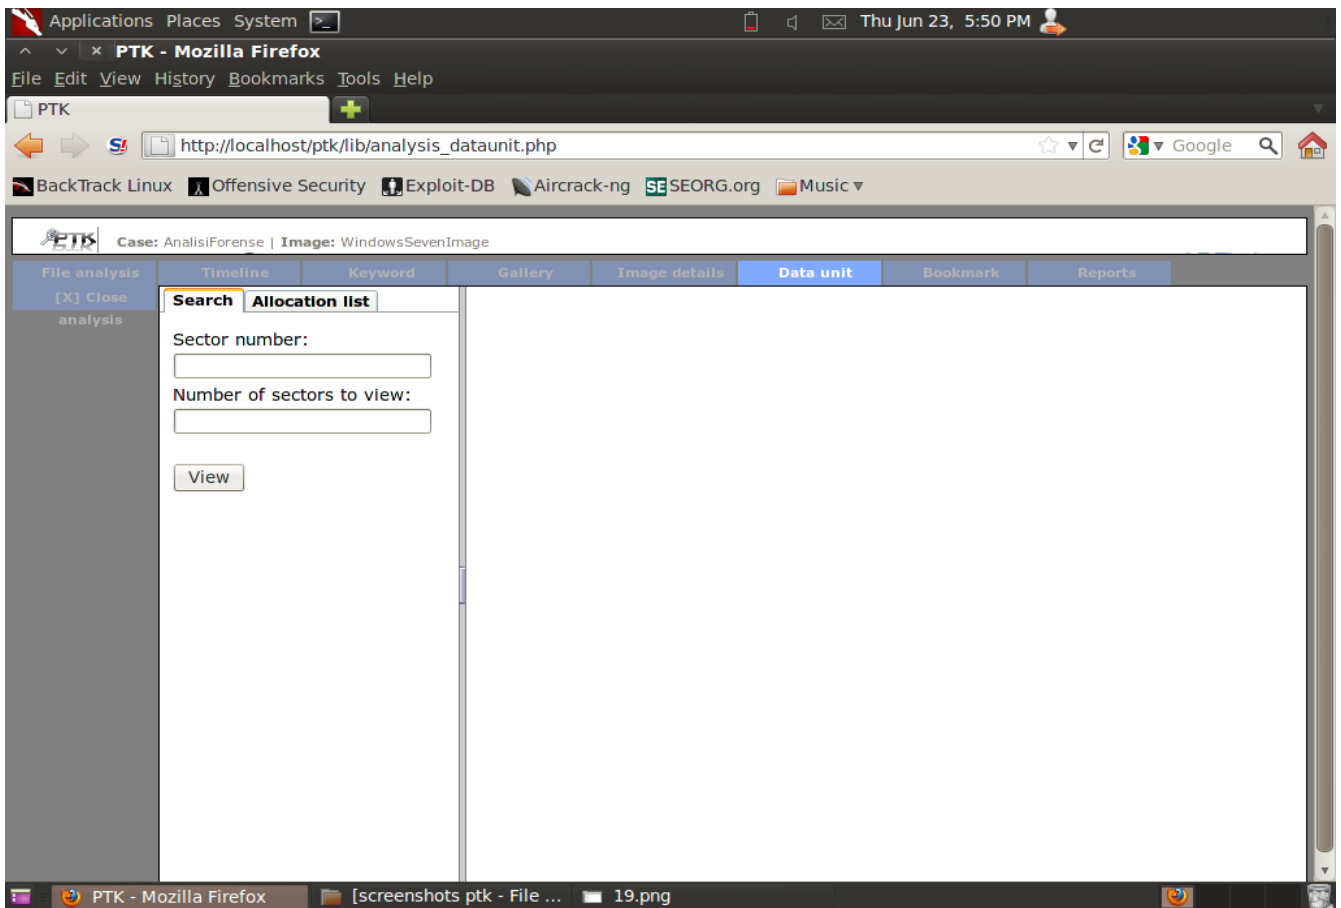 Applications Places System Thu Jun 23, 5:50 PM
PTK - Mozilla Firefox
File Edit View History Bookmarks Tools Help
PTK
http://localhost/ptk/lib/analysis_dataunit.php Google
BackTrack Linux Offensive Security Exploit-DB Aircrack-ng SE SEORG.org Music
PTK Case: AnalisiForense | Image: WindowsSevenImage
File analysis Timeline Keyword Gallery Image details Data unit Bookmark Reports
[X] Close
analysis
Search Allocation list
Sector number:
Number of sectors to view:
View
PTK - Mozilla Firefox [screenshots ptk - File ... 19.png